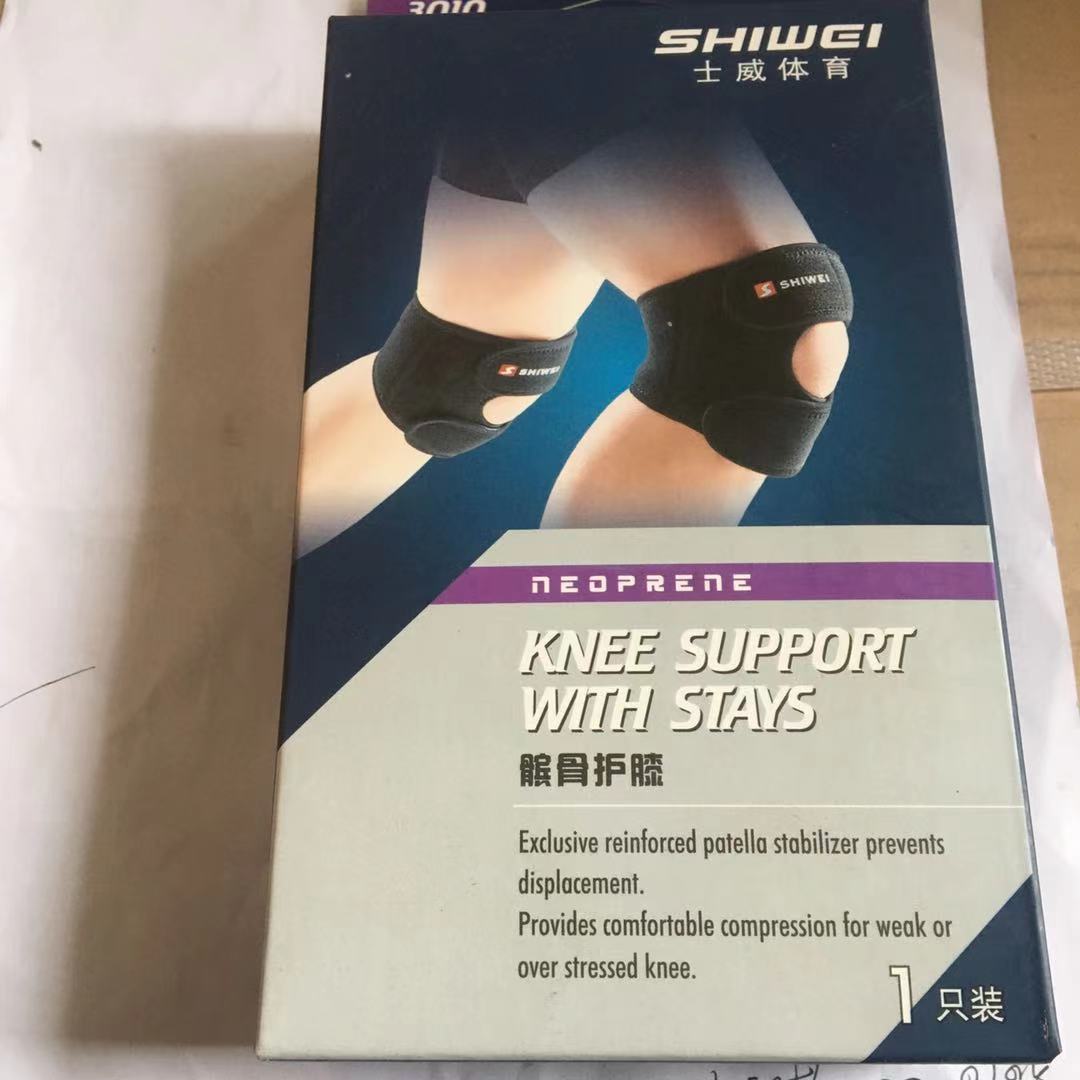 3010
SHIWEI
士威体育
SHIWEI
SHIWEI
NEOPRENE
KNEE SUPPORT
WITH STAYS
髌骨护膝
Exclusive reinforced patella stabilizer prevents
displacement.
Provides comfortable compression for weak or
over stressed knee.
1只装